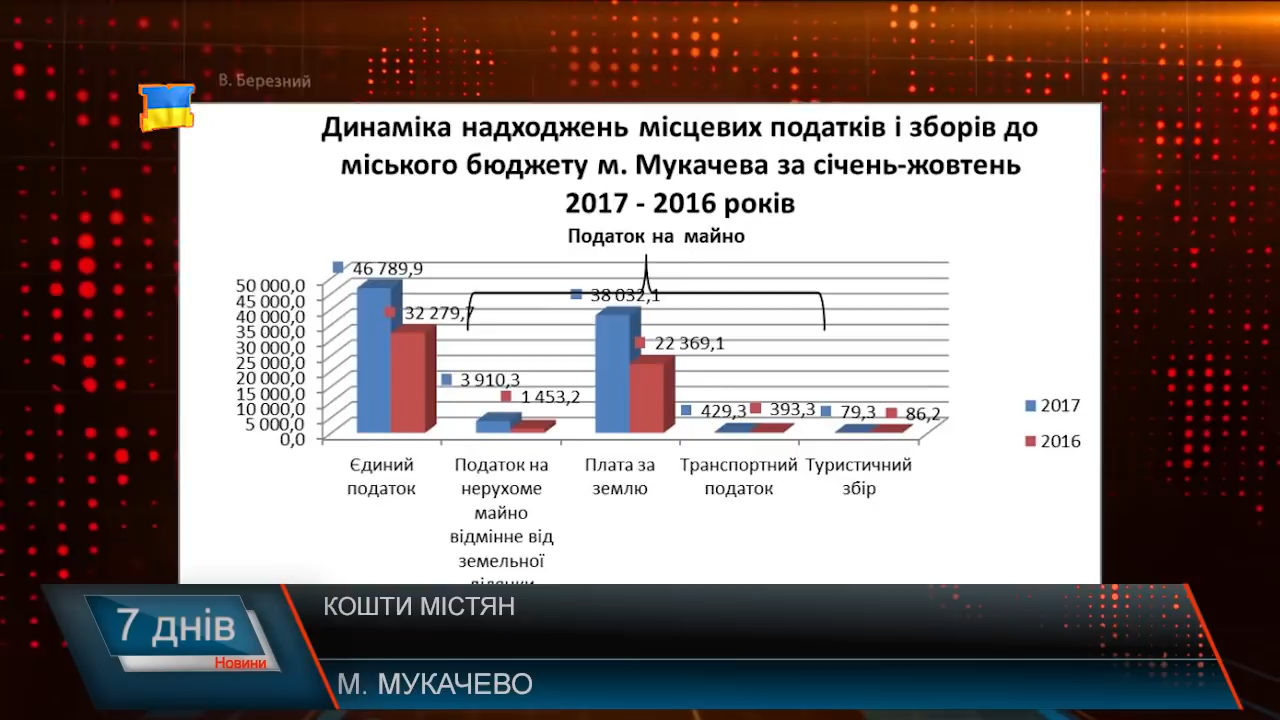 В. Березний
Динаміка надходжень місцевих податків і зборів до
міського бюджету м. Мукачева за січень-жовтень
2017 - 2016 років
Податок на майно
50 000,0
45 000,0
40 000,0
35 000,0
30 000,0
25 000,0
20 000,0
15 000,0
10 000,0
5 000,0
0,0
46 789,9
32 279,7
3 910,3
1 453,2
38 032,1
22 369,1
429,3
393,3
79,3
86,2
2017
2016
Єдиний
податок
Податок на
нерухоме
майно
відмінне від
земельної
ділянки
Плата за
землю
Транспортний
податок
Туристичний
збір
7 днів
Новини
КОШТИ МІСТЯН
М. МУКАЧЕВО